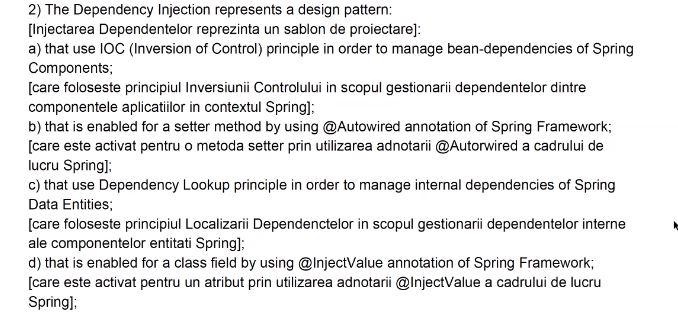 2) The Dependency Injection represents a design pattern:
[Injectarea Dependentelor reprezinta un sablon de proiectare]:
a) that use IOC (Inversion of Control) principle in order to manage bean-dependencies of Spring
Components;
[care foloseste principiul Inversiunii Controlului in scopul gestionarii dependentelor dintre
componentele aplicatiilor in contextul Spring];
b) that is enabled for a setter method by using @Autowired annotation of Spring Framework;
[care este activat pentru o metoda setter prin utilizarea adnotarii @Autorwired a cadrului de
lucru Spring];
c) that use Dependency Lookup principle in order to manage internal dependencies of Spring
Data Entities;
[care foloseste principiul Localizarii Dependenctelor in scopul gestionarii dependentelor interne
ale componentelor entitati Spring];
d) that is enabled for a class field by using @InjectValue annotation of Spring Framework;
[care este activat pentru un atribut prin utilizarea adnotarii @InjectValue a cadrului de lucru
Spring];